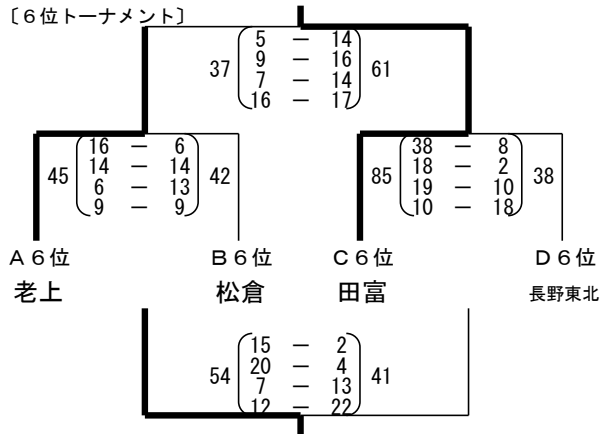 〔６位トーナメント〕
37 5 － 14 61
9 － 16
7 － 14
16 － 17
45 16 － 6 42
14 － 14
6 － 13
9 － 9
85 38 － 8 38
18 － 2
19 － 10
10 － 18
Ａ６位 Ｂ６位 Ｃ６位 Ｄ６位
老上 松倉 田富 長野東北
54 15 － 2 41
20 － 4
7 － 13
12 － 22